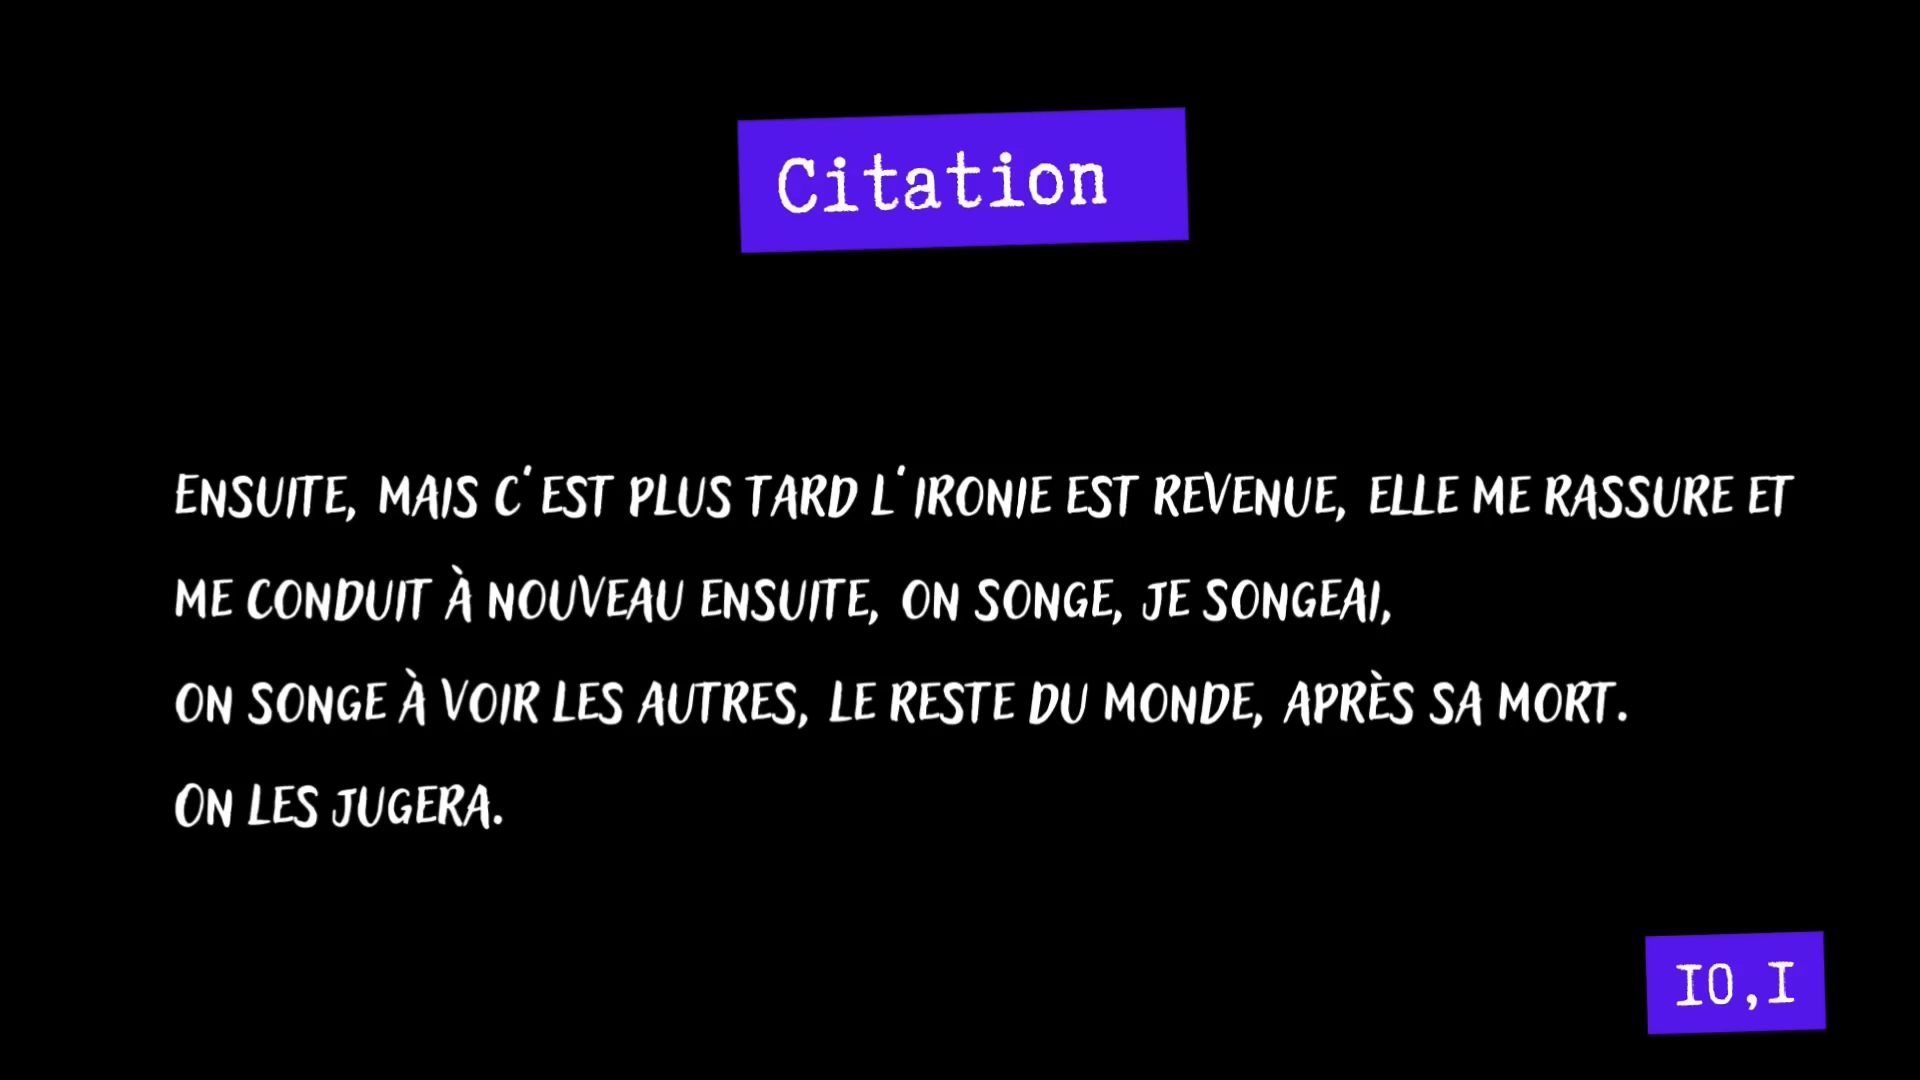 Citation
Ensuite, mais c'est plus tard l'ironie est revenue, elle me rassure et
me conduit à nouveau ensuite, on songe, je songeai,
on songe à voir les autres, le reste du monde, après sa mort.
On les jugera.
I0,I